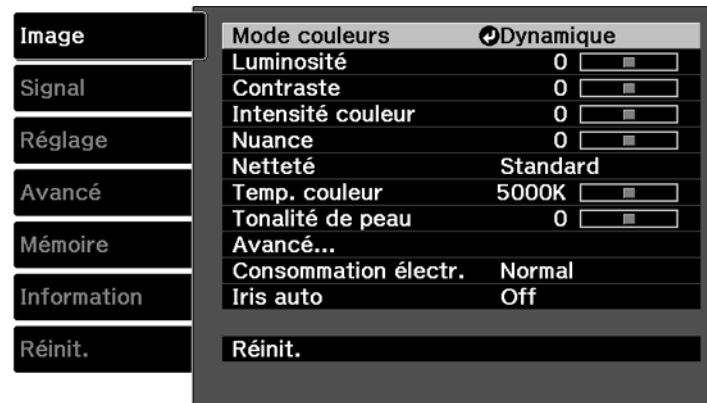 Image
Signal
Réglage
Avancé
Mémoire
Information
Réinit.
Mode couleurs Dynamique
Luminosité 0
Contraste 0
Intensité couleur 0
Nuance 0
Netteté Standard
Temp. couleur 5000K
Tonalité de peau 0
Avancé...
Consommation électr. Normal
Iris auto Off
Réinit.